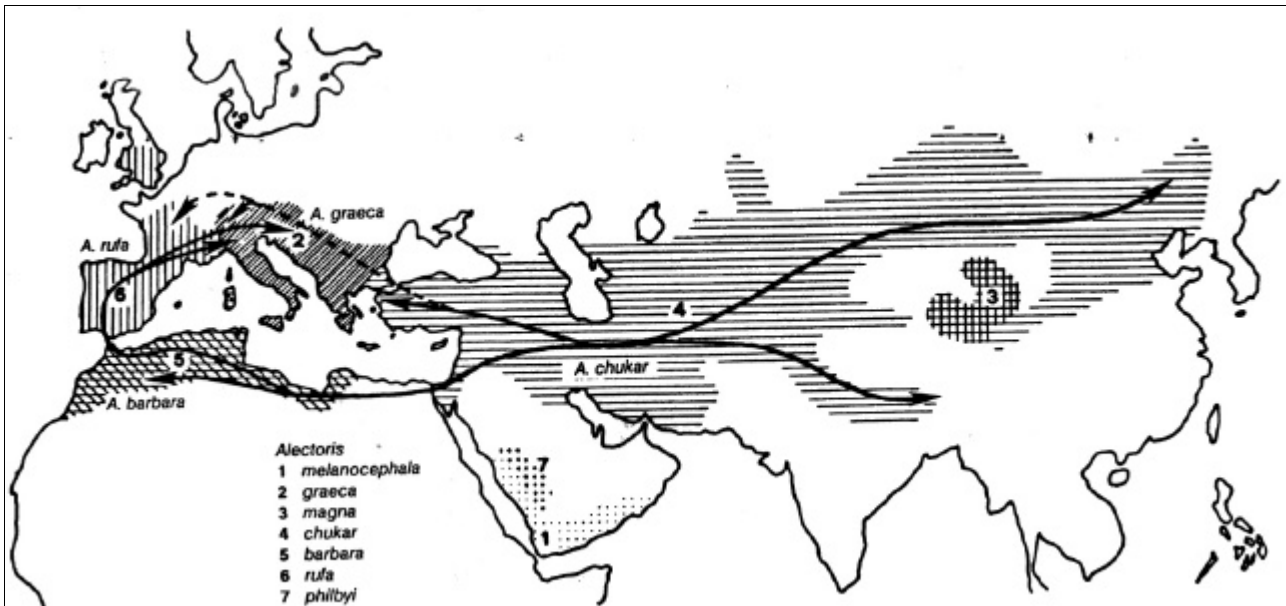 A. graeca
2
A. rufa
6
3
4
5
A. chukar
A. barbara
7
1
Alectoris
1 melanocephala
2 graeca
3 magna
4 chukar
5 barbara
6 rufa
7 philbyi